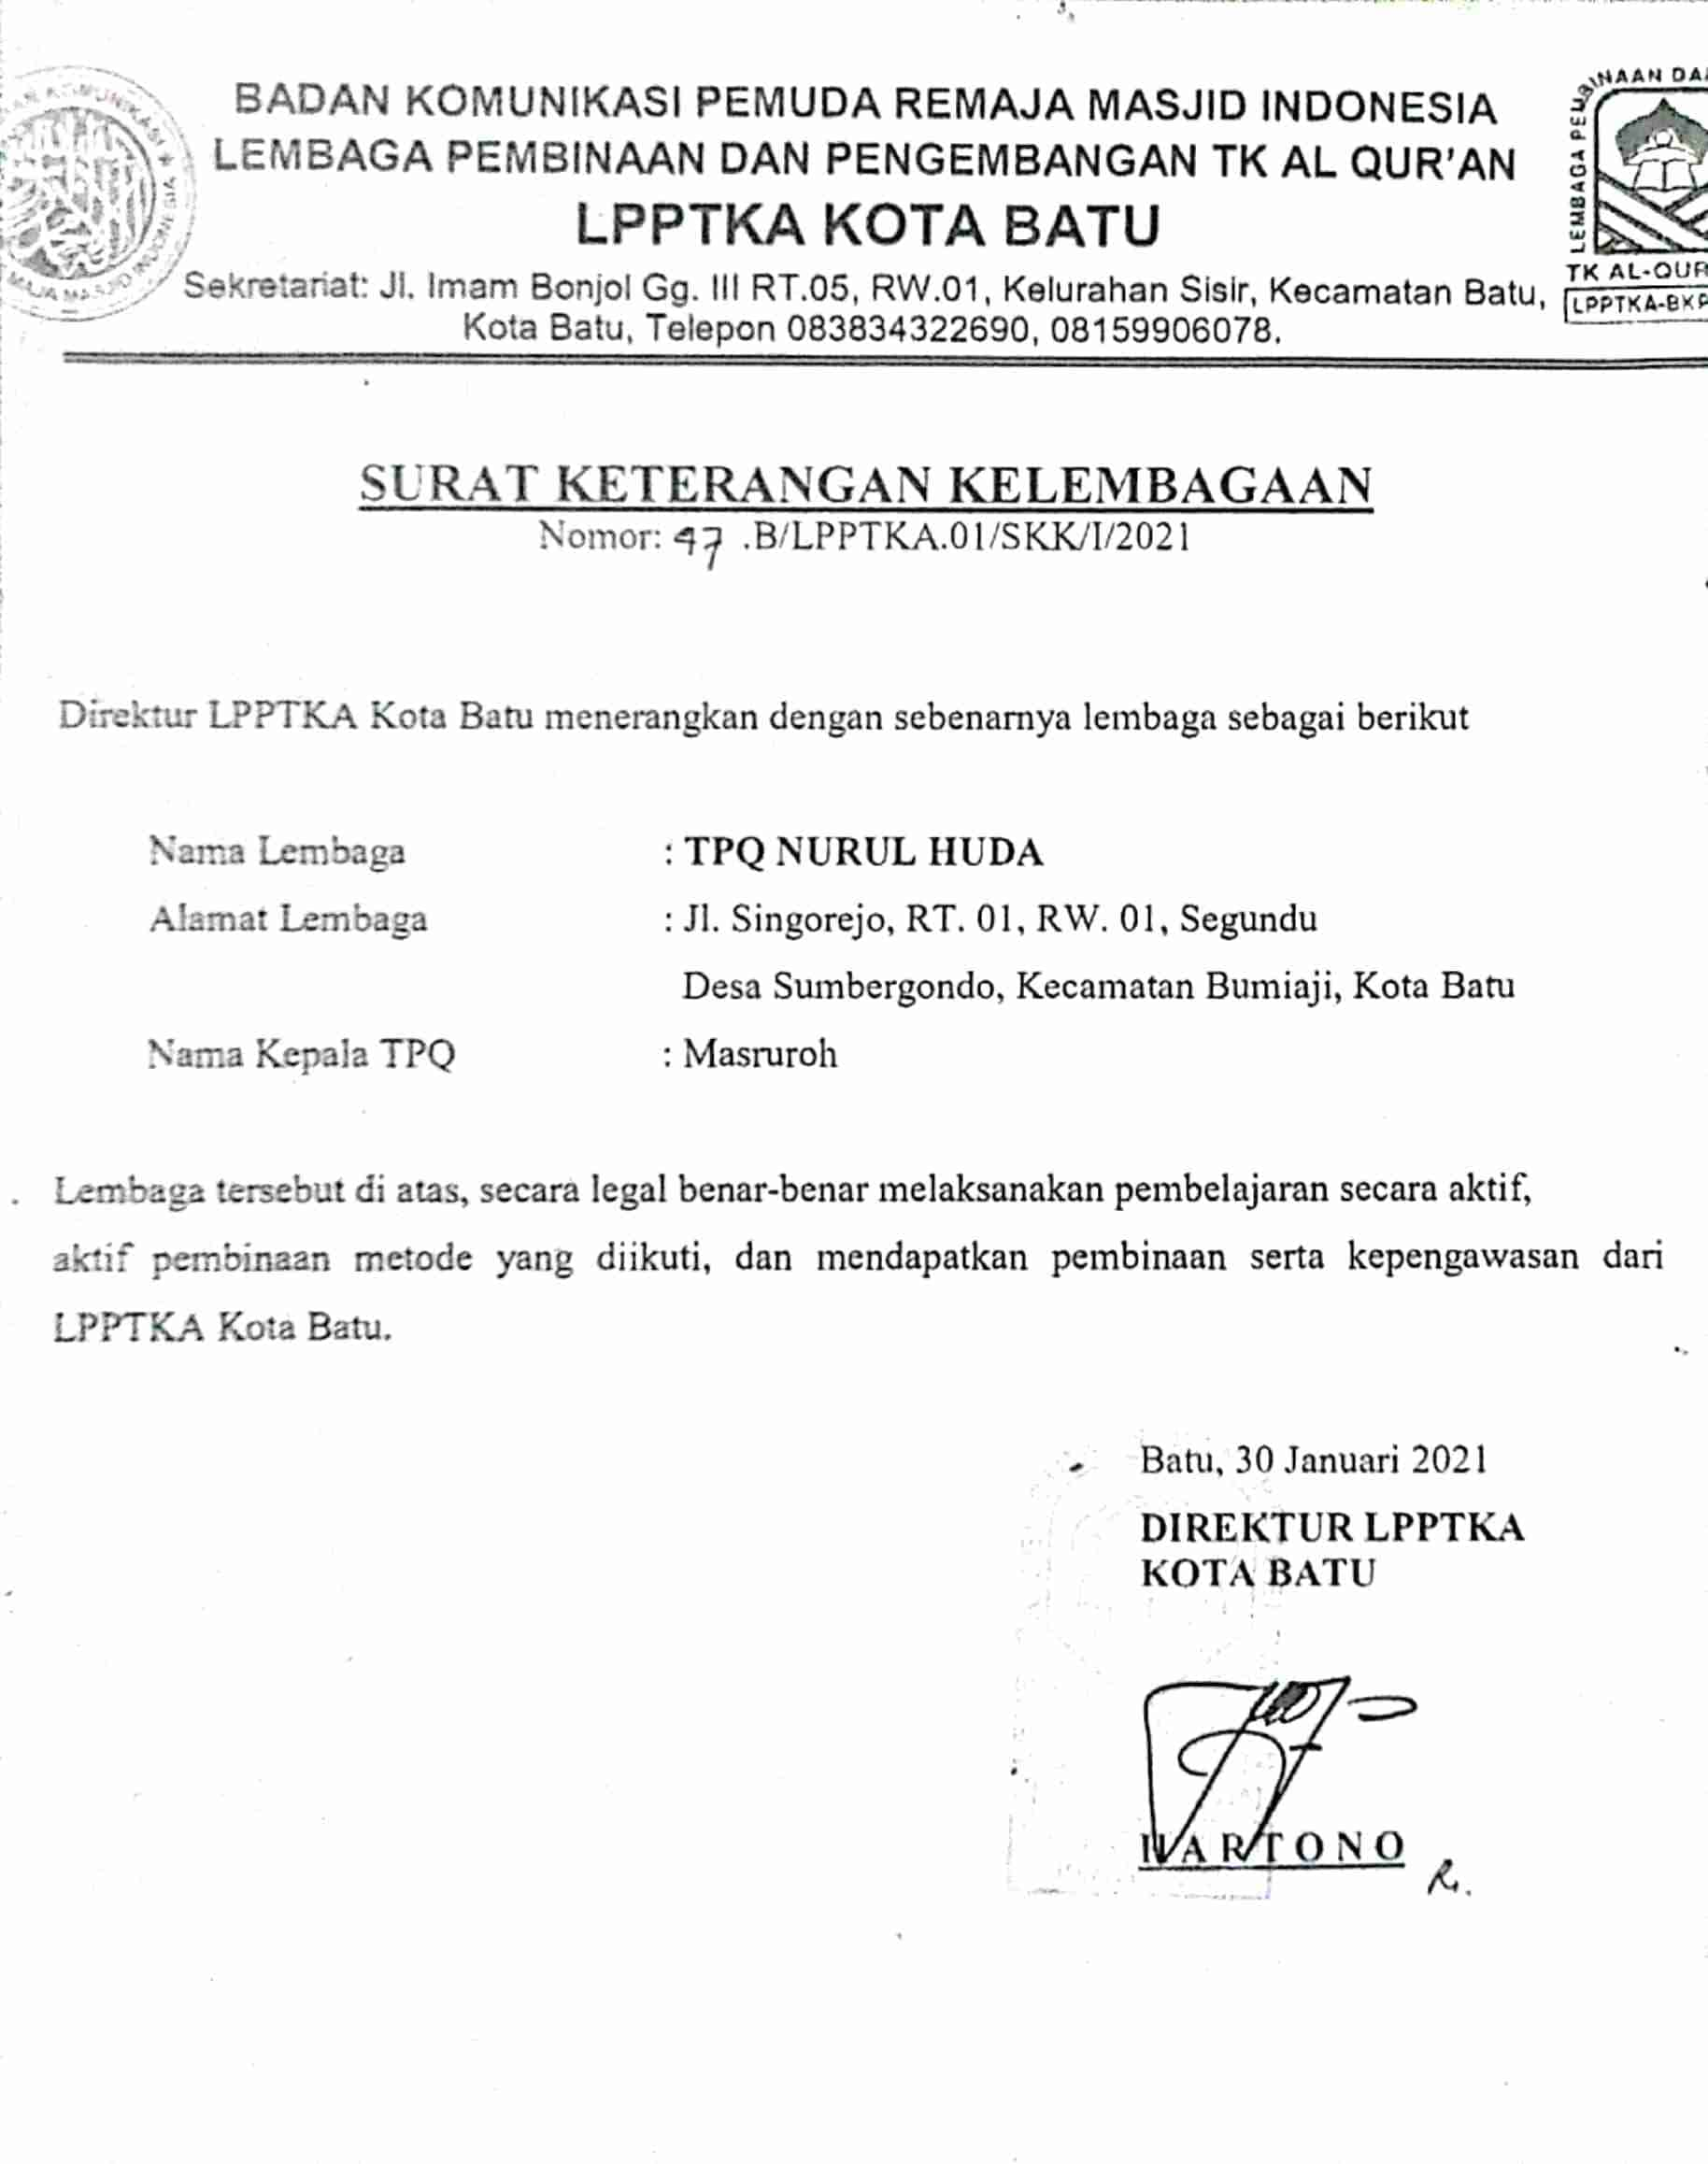 BADAN KOMUNIKASI PEMUDA REMAJA MASJID INDONESIA
LEMBAGA PEMBINAAN DAN PENGEMBANGAN TK AL QUR'AN
LPPTKA KOTA BATU
Sekretariat: Jl. Imam Bonjol Gg. III RT.05, RW.01, Kelurahan Sisir, Kecamatan Batu,
Kota Batu, Telepon 083834322690, 08159906078.
LEMBAGA
TK AL-QUR
LPPTKA-BKP
SURAT KETERANGAN KELEMBAGAAN
Nomor: 47 .B/LPPTKA.01/SKK/I/2021
Direktur LPPTKA Kota Batu menerangkan dengan sebenarnya lembaga sebagai berikut
Nama Lembaga : TPQ NURUL HUDA
Alamat Lembaga : Jl. Singorejo, RT. 01, RW. 01, Segundu
Desa Sumbergondo, Kecamatan Bumiaji, Kota Batu
Nama Kepala TPQ : Masruroh
Lembaga tersebut di atas, secara legal benar-benar melaksanakan pembelajaran secara aktif,
aktif pembinaan metode yang diikuti, dan mendapatkan pembinaan serta kepengawasan dari
LPPTKA Kota Batu.
Batu, 30 Januari 2021
DIREKTUR LPPTKA
KOTA BATU
WARTONO